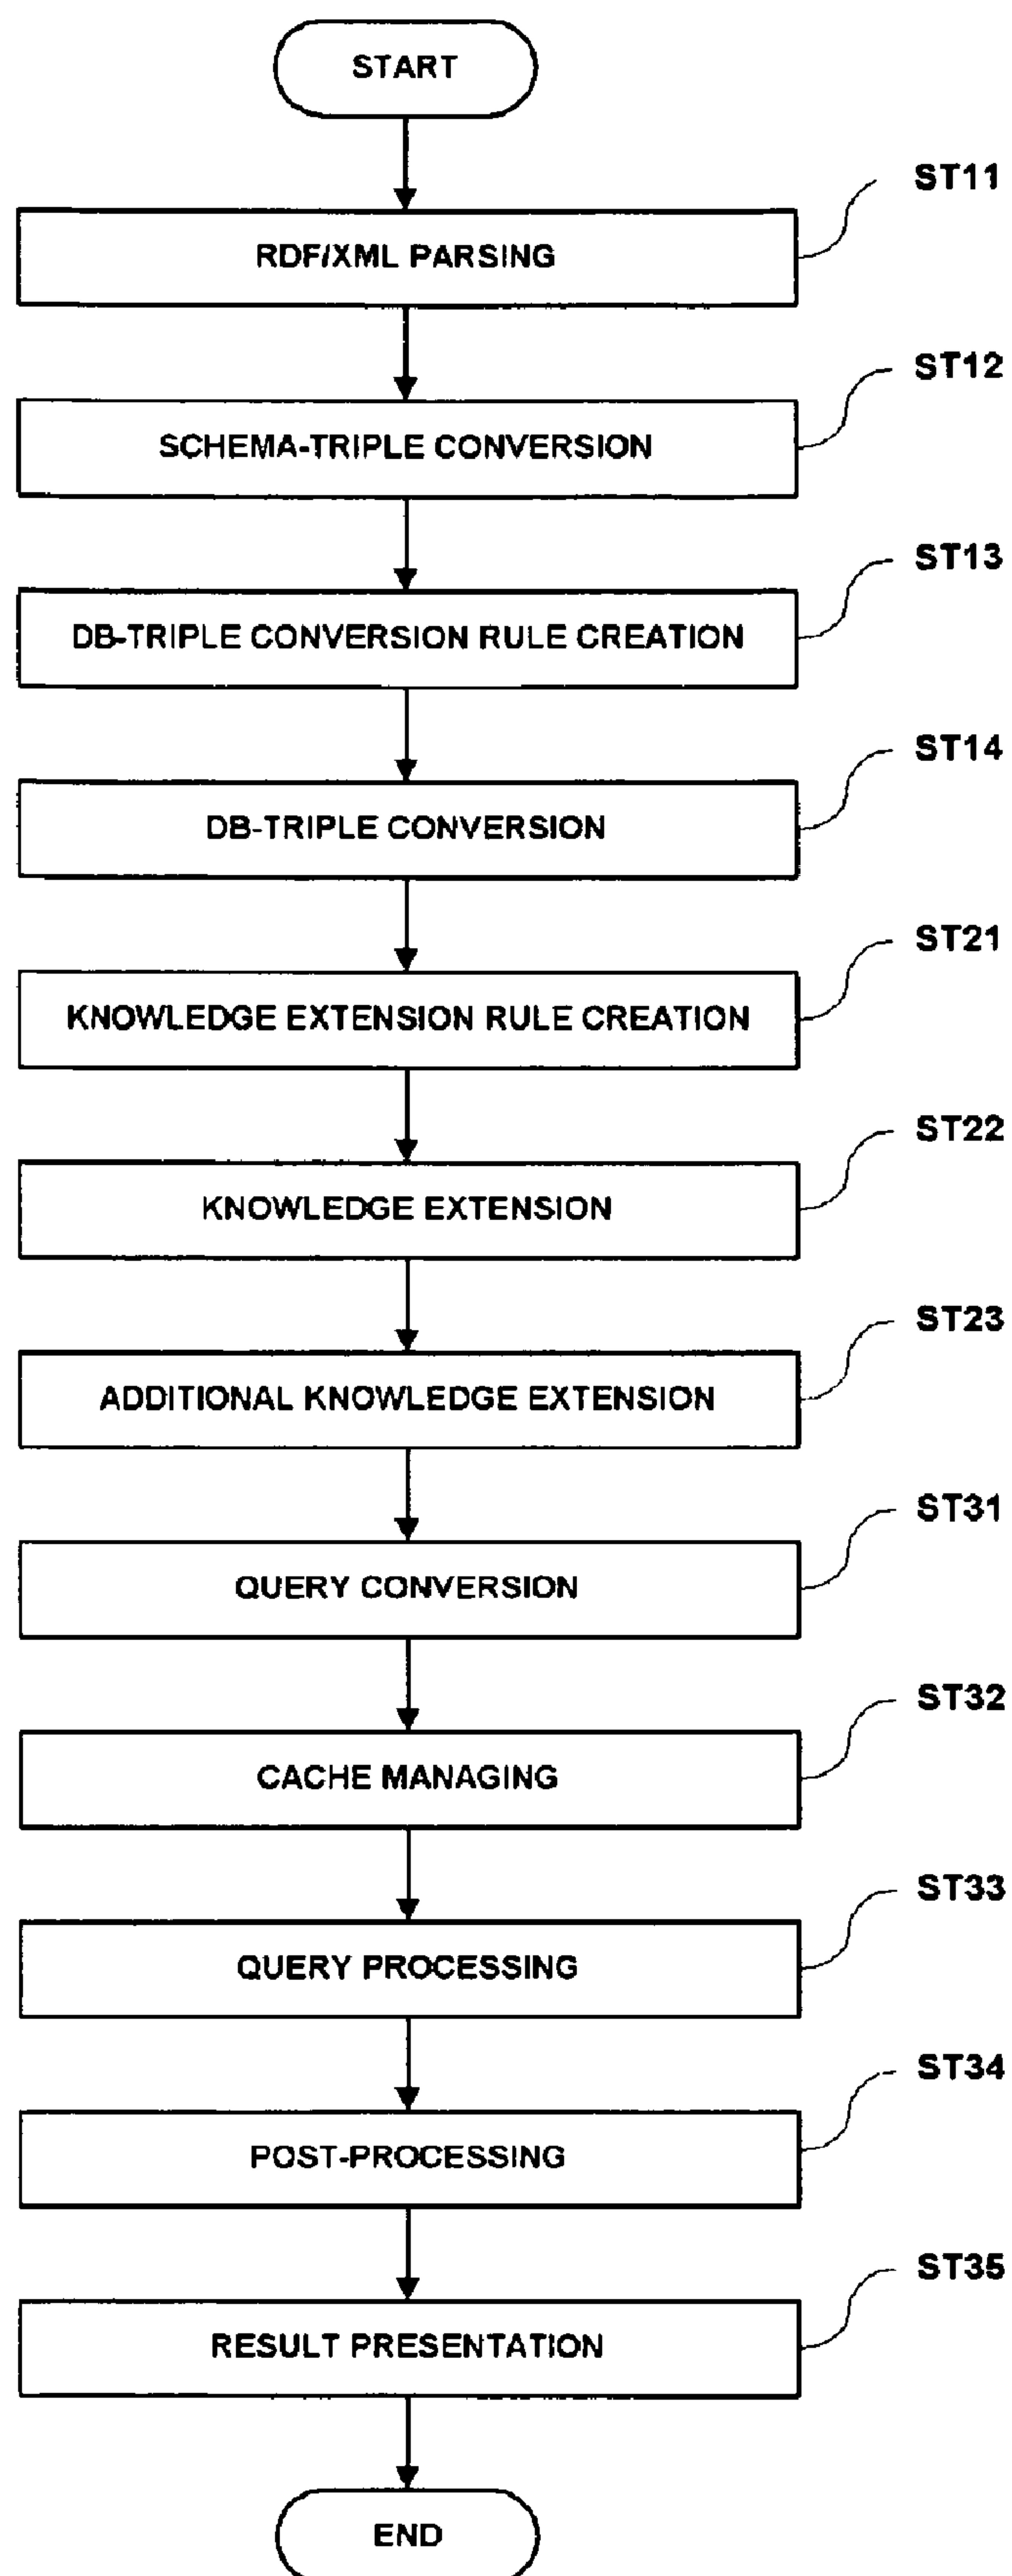 START
ST11
RDF/XML PARSING
ST12
SCHEMA-TRIPLE CONVERSION
ST13
DB-TRIPLE CONVERSION RULE CREATION
ST14
DB-TRIPLE CONVERSION
ST21
KNOWLEDGE EXTENSION RULE CREATION
ST22
KNOWLEDGE EXTENSION
ST23
ADDITIONAL KNOWLEDGE EXTENSION
ST31
QUERY CONVERSION
ST32
CACHE MANAGING
ST33
QUERY PROCESSING
ST34
POST-PROCESSING
ST35
RESULT PRESENTATION
END